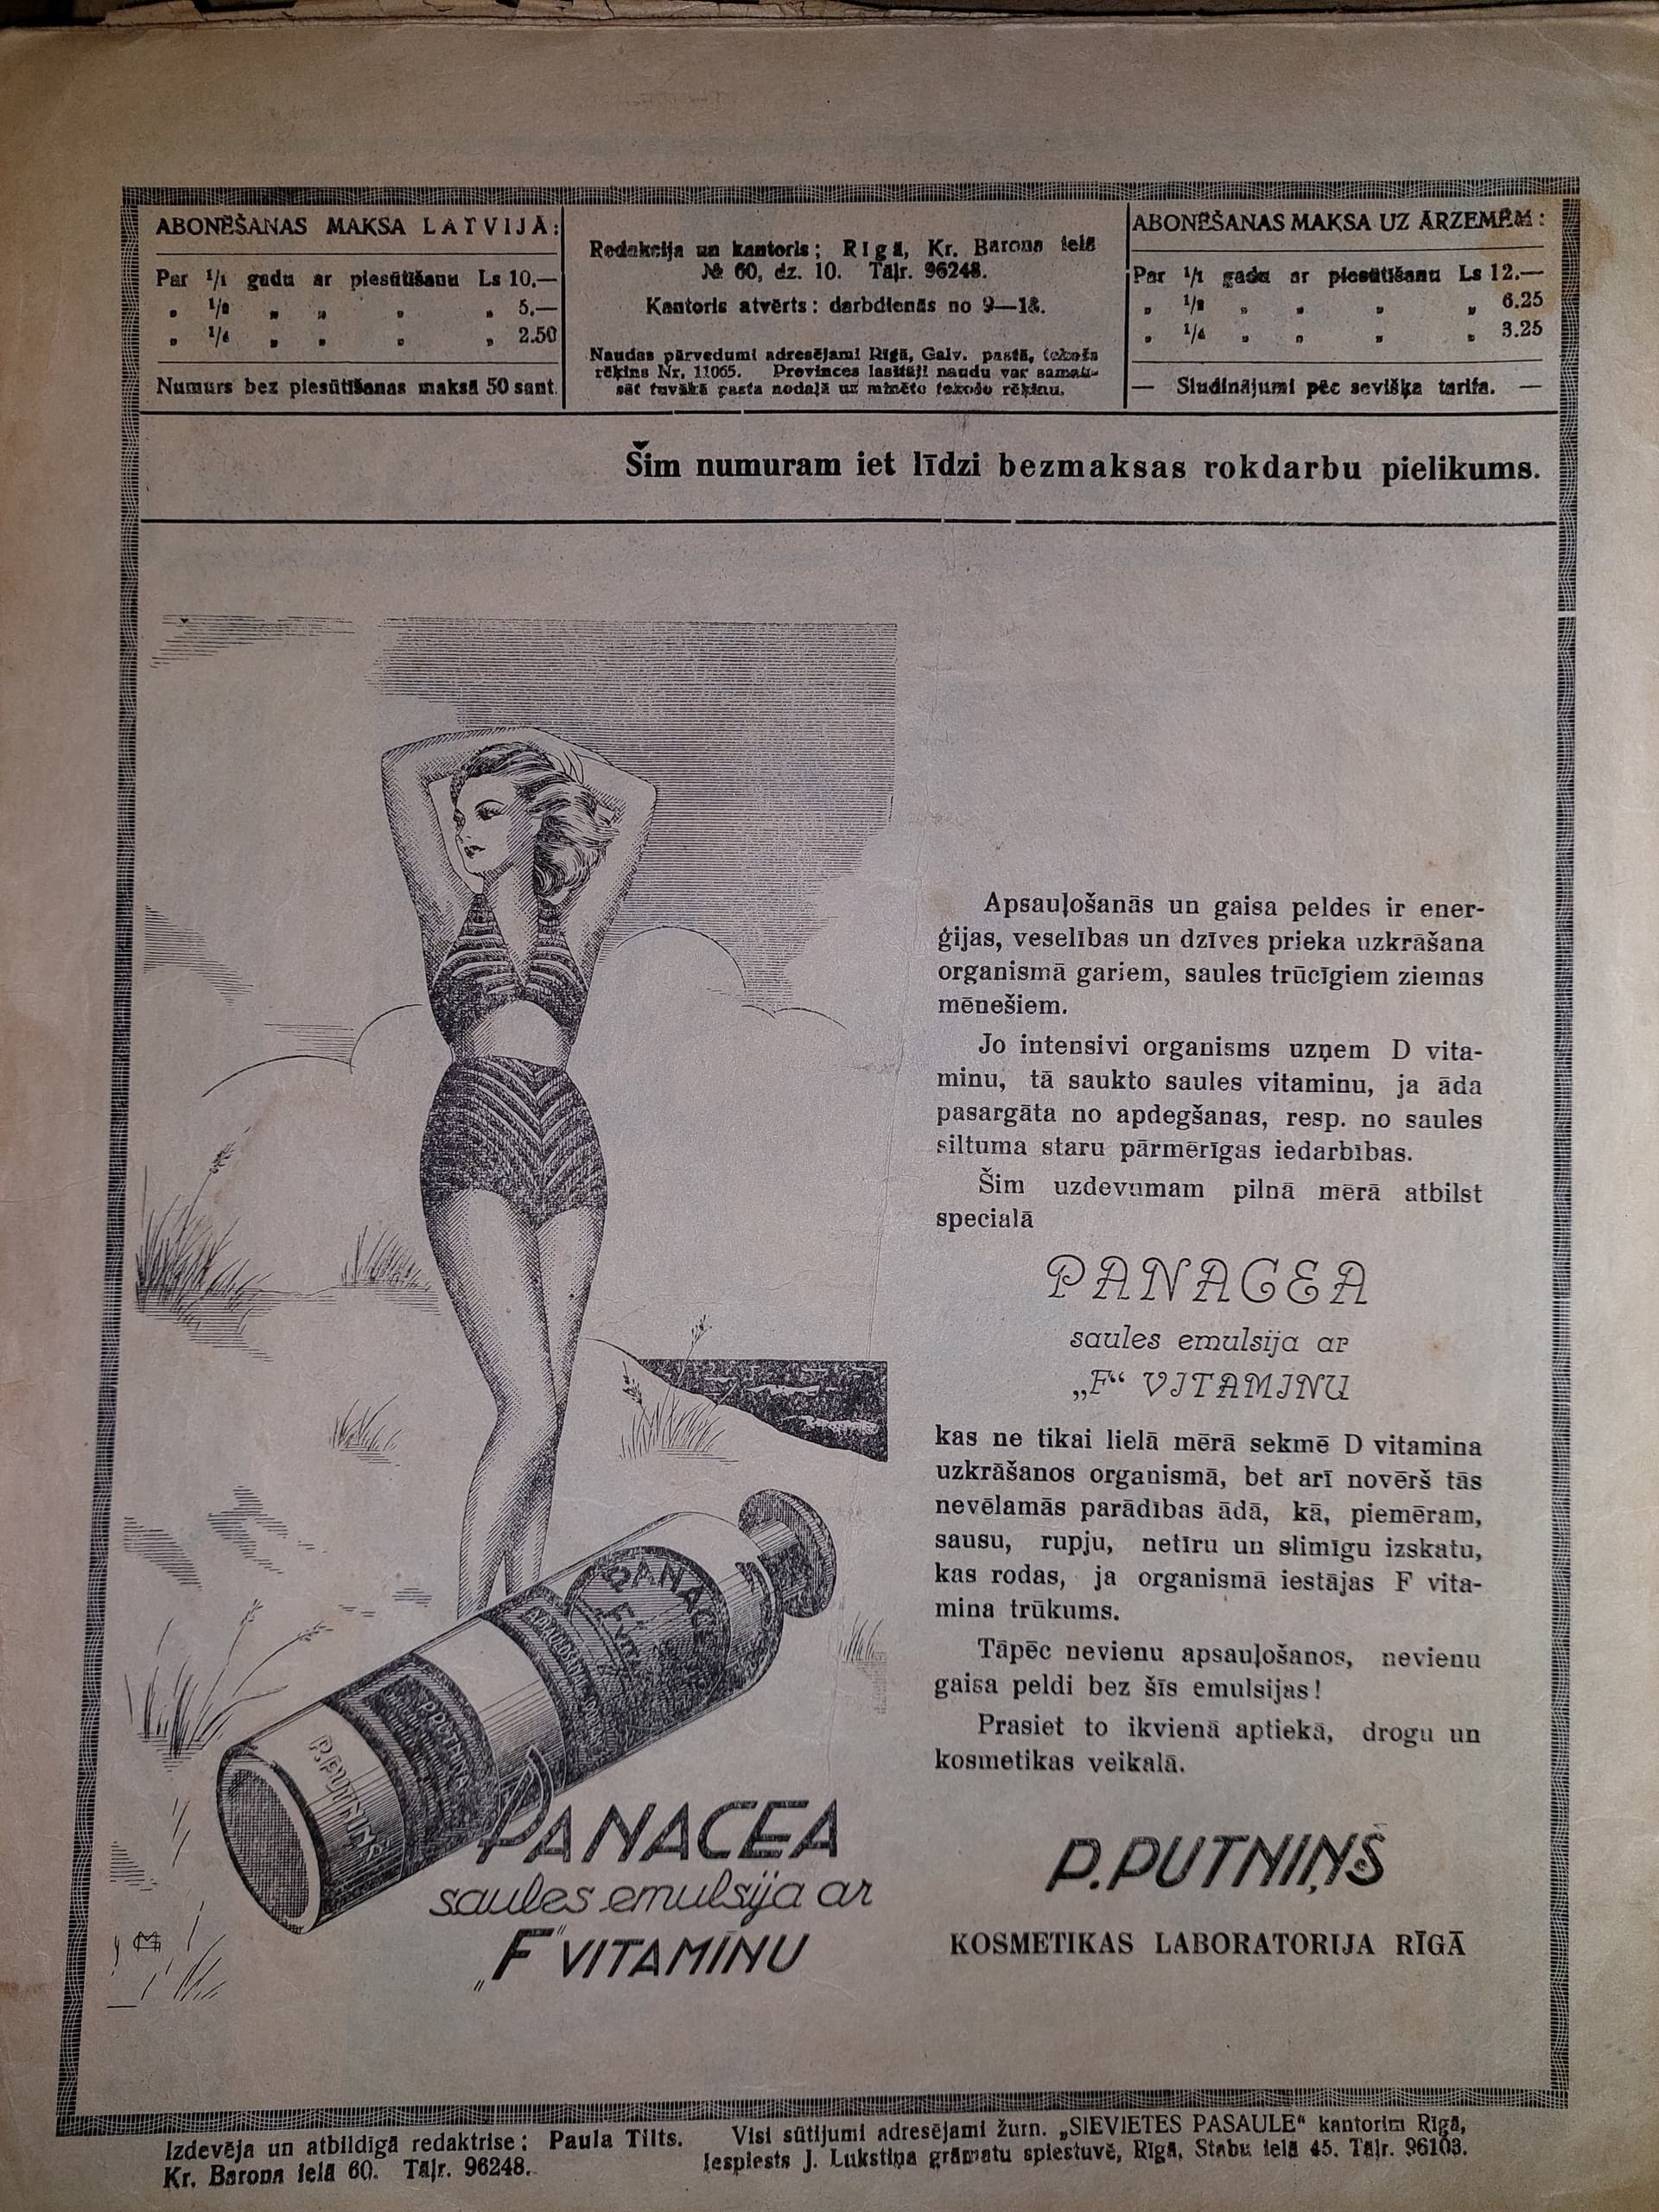 ABONĒŠANAS MAKSA LATVIJĀ:
Par 1/1 gadu ar piesūtīšanu Ls 10.—
„ 1/2 „ „ „ „ 5.—
„ 1/4 „ „ „ „ 2.50
Numurs bez piesūtīšanas maksā 50 sant.
Redakcija un kantoris; Rīgā, Kr. Barona ielā
№ 60, dz. 10. Tāļr. 96248.
Kantoris atvērts: darbdienās no 9—18.
Naudas pārvedumi adresējami Rīgā, Galv. pastā, tekošs
rēķins Nr. 11065. Provinces lasītāji naudu var samak-
sāt tuvākā pasta nodaļā uz minēto tekošo rēķinu.
ABONĒŠANAS MAKSA UZ ĀRZEMĒM:
Par 1/1 gadu ar piesūtīšanu Ls 12.—
„ 1/2 „ „ „ „ 6.25
„ 1/4 „ „ „ „ 3.25
— Sludinājumi pēc sevišķa tarifa. —
Šim numuram iet līdzi bezmaksas rokdarbu pielikums.
Apsauļošanās un gaisa peldes ir ener-
ģijas, veselības un dzīves prieka uzkrāšana
organismā gariem, saules trūcīgiem ziemas
mēnešiem.
Jo intensivi organisms uzņem D vita-
minu, tā saukto saules vitaminu, ja āda
pasargāta no apdegšanas, resp. no saules
siltuma staru pārmērīgas iedarbības.
Šim uzdevumam pilnā mērā atbilst
specialā
PANACEA
saules emulsija ar
„F“ VITAMINU
kas ne tikai lielā mērā sekmē D vitamina
uzkrāšanos organismā, bet arī novērš tās
nevēlamās parādības ādā, kā, piemēram,
sausu, rupju, netīru un slimīgu izskatu,
kas rodas, ja organismā iestājas F vita-
mina trūkums.
Tāpēc nevienu apsauļošanos, nevienu
gaisa peldi bez šīs emulsijas!
Prasiet to ikvienā aptiekā, drogu un
kosmetikas veikalā.
P. PUTNIŅŠ
KOSMETIKAS LABORATORIJA RĪGĀ
PANACEA
F VITA
P. PUTNIŅA
P. PUTNIŅŠ
PANACEA
saules emulsija ar
„F“ VITAMĪNU
Izdevēja un atbildīgā redaktrise: Paula Tilts.
Kr. Barona ielā 60. Tāļr. 96248.
Visi sūtījumi adresējami žurn. „SIEVIETES PASAULE“ kantorim Rīgā,
Iespiests J. Lukstiņa grāmatu spiestuvē, Rīgā, Stabu ielā 45. Tāļr. 96103.